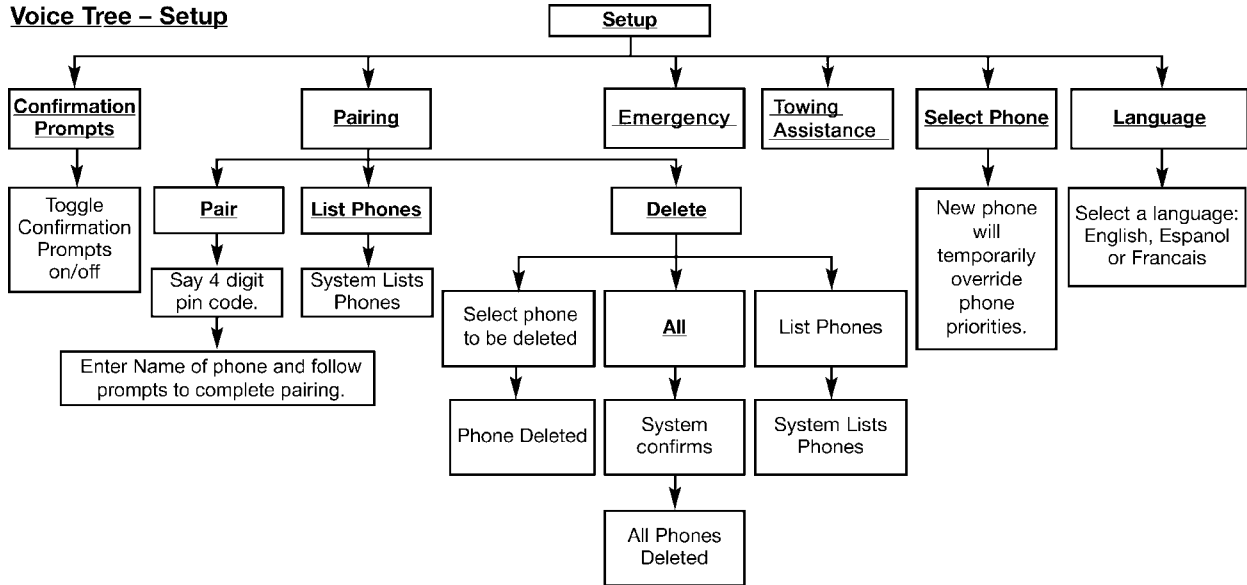 Voice Tree – Setup
Setup
Confirmation
Prompts
Pairing
Emergency
Towing
Assistance
Select Phone
Language
Toggle
Confirmation
Prompts
on/off
Pair
List Phones
Delete
New phone
will
temporarily
override
phone
priorities.
Select a language:
English, Espanol
or Francais
Say 4 digit
pin code.
System Lists
Phones
Select phone
to be deleted
All
List Phones
Enter Name of phone and follow
prompts to complete pairing.
Phone Deleted
System
confirms
System Lists
Phones
All Phones
Deleted